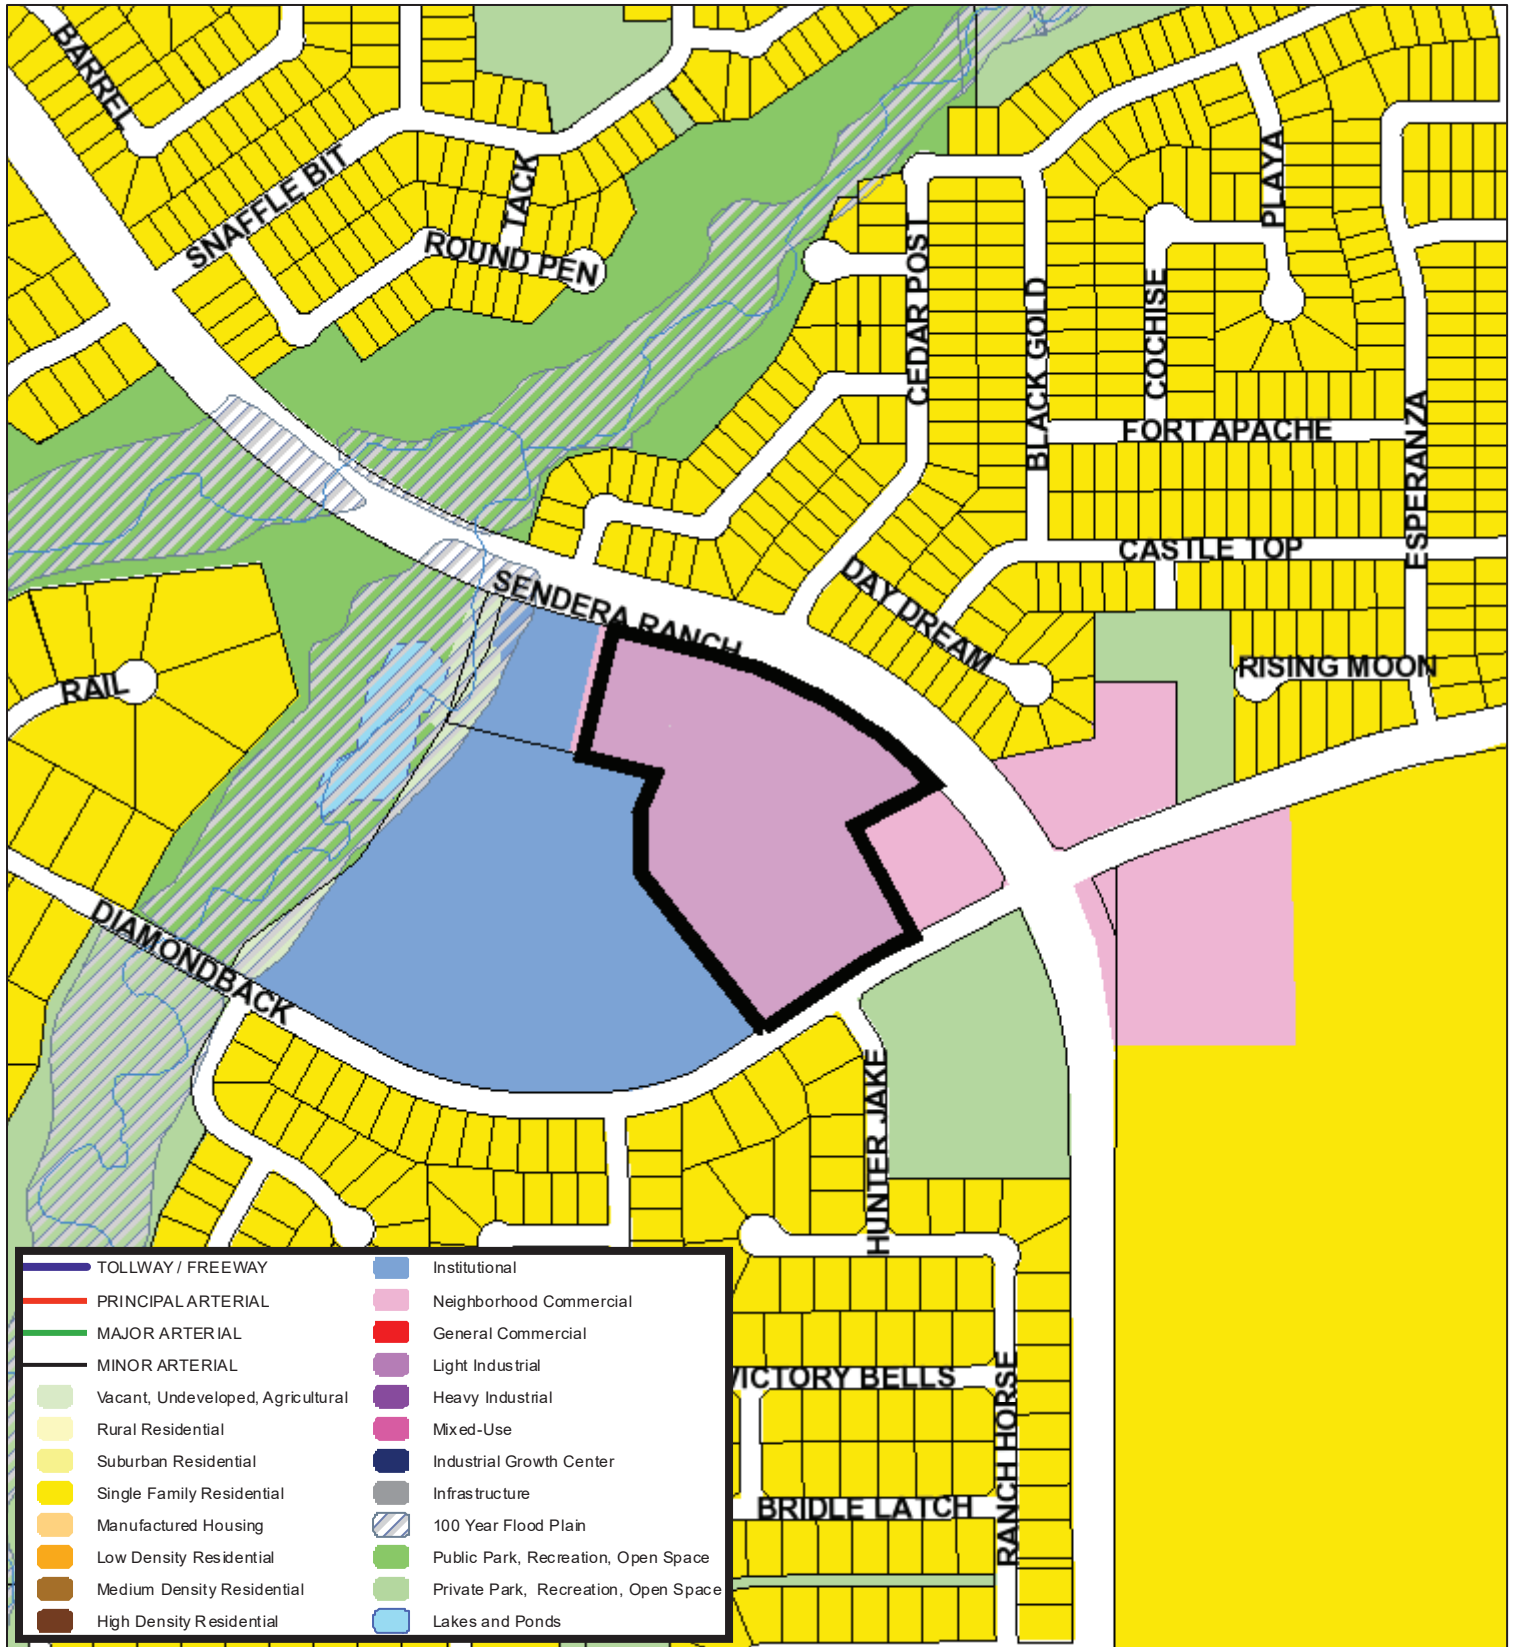 BARREL
SNAFFLE BIT
TACK
ROUND PEN
PLAYA
CEDAR POST
BLACK GOLD
COCHISE
FORT APACHE
ESPERANZA
CASTLE TOP
DAY DREAM
SENDERA RANCH
RISING MOON
RAIL
DIAMONDBACK
HUNTER JAKE
VICTORY BELLS
RANCH HORSE
BRIDLE LATCH
TOLLWAY / FREEWAY
PRINCIPAL ARTERIAL
MAJOR ARTERIAL
MINOR ARTERIAL
Vacant, Undeveloped, Agricultural
Rural Residential
Suburban Residential
Single Family Residential
Manufactured Housing
Low Density Residential
Medium Density Residential
High Density Residential
Institutional
Neighborhood Commercial
General Commercial
Light Industrial
Heavy Industrial
Mixed-Use
Industrial Growth Center
Infrastructure
100 Year Flood Plain
Public Park, Recreation, Open Space
Private Park, Recreation, Open Space
Lakes and Ponds